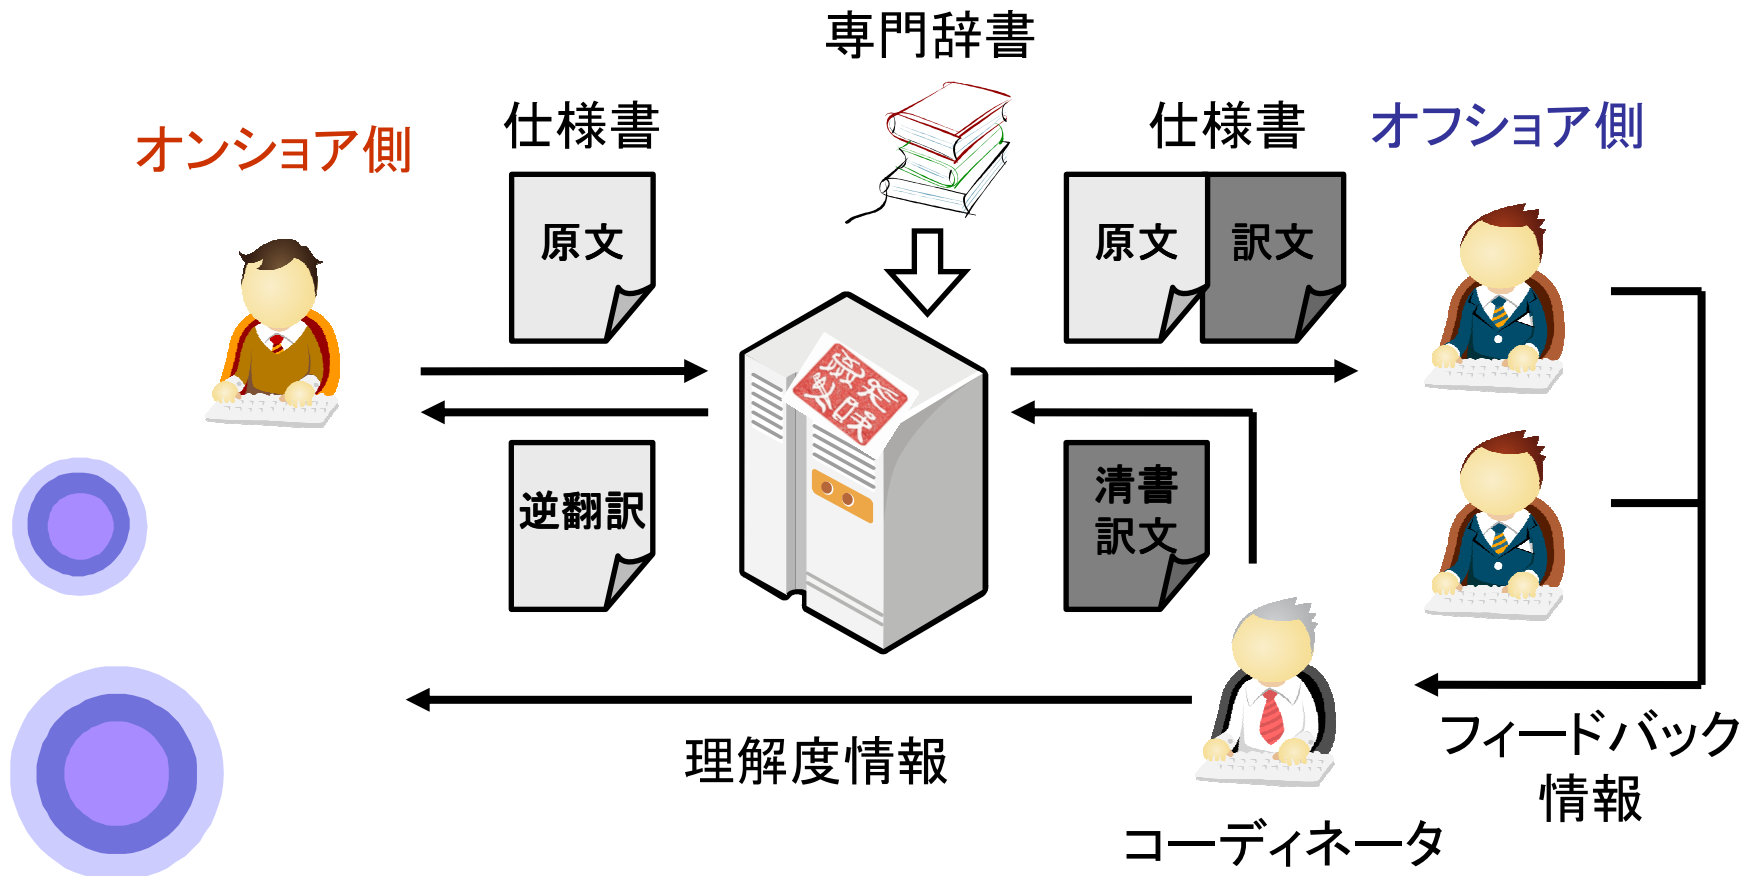 専門辞書
オンショア側
仕様書
仕様書
オフショア側
原文
原文
訳文
逆翻訳
清書
訳文
理解度情報
フィードバック
情報
コーディネータ